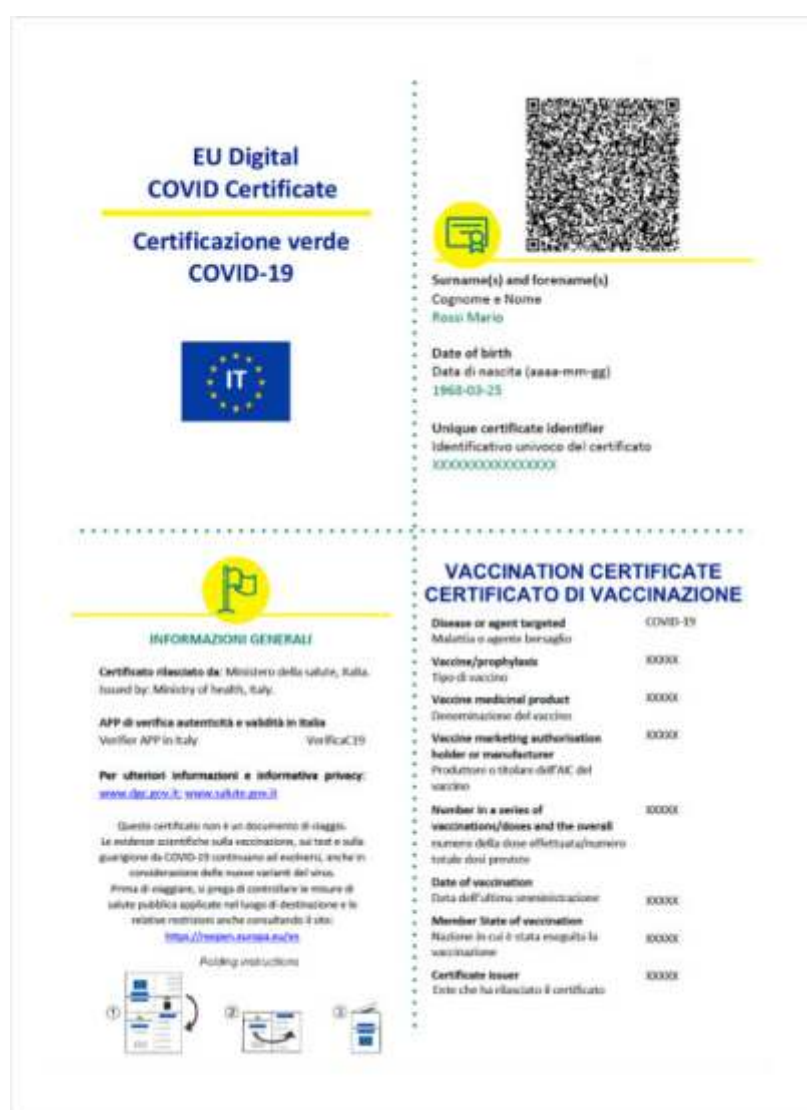 EU Digital
COVID Certificate
Certificazione verde
COVID-19
IT
Surname(s) and forename(s)
Cognome e Nome
Rossi Mario
Date of birth
Data di nascita (aaaa-mm-gg)
1968-03-25
Unique certificate identifier
Identificativo univoco del certificato
XXXXXXXXXXXXXXXX
INFORMAZIONI GENERALI
Certificato rilasciato da: Ministero della salute, Italia.
Issued by: Ministry of health, Italy.
APP di verifica autenticità e validità in Italia
Verifier APP in Italy VerificaC19
Per ulteriori informazioni e informativa privacy:
www.dgc.gov.it; www.salute.gov.it
Questo certificato non è un documento di viaggio.
Le evidenze scientifiche sulla vaccinazione, sui test e sulla
guarigione da COVID-19 continuano ad evolversi, anche in
considerazione delle nuove varianti del virus.
Prima di viaggiare, si prega di controllare le misure di
salute pubblica applicate nel luogo di destinazione e le
relative restrizioni anche consultando il sito:
https://reopen.europa.eu/en
Folding instructions
1
2
3
VACCINATION CERTIFICATE
CERTIFICATO DI VACCINAZIONE
Disease or agent targeted COVID-19
Malattia o agente bersaglio
Vaccine/prophylaxis XXXXX
Tipo di vaccino
Vaccine medicinal product XXXXX
Denominazione del vaccino
Vaccine marketing authorisation XXXXX
holder or manufacturer
Produttore o titolare dell'AIC del
vaccino
Number in a series of XXXXX
vaccinations/doses and the overall
numero della dose effettuata/numero
totale dosi previste
Date of vaccination
Data dell'ultima somministrazione XXXXX
Member State of vaccination
Nazione in cui è stata eseguita la XXXXX
vaccinazione
Certificate issuer XXXXX
Ente che ha rilasciato il certificato